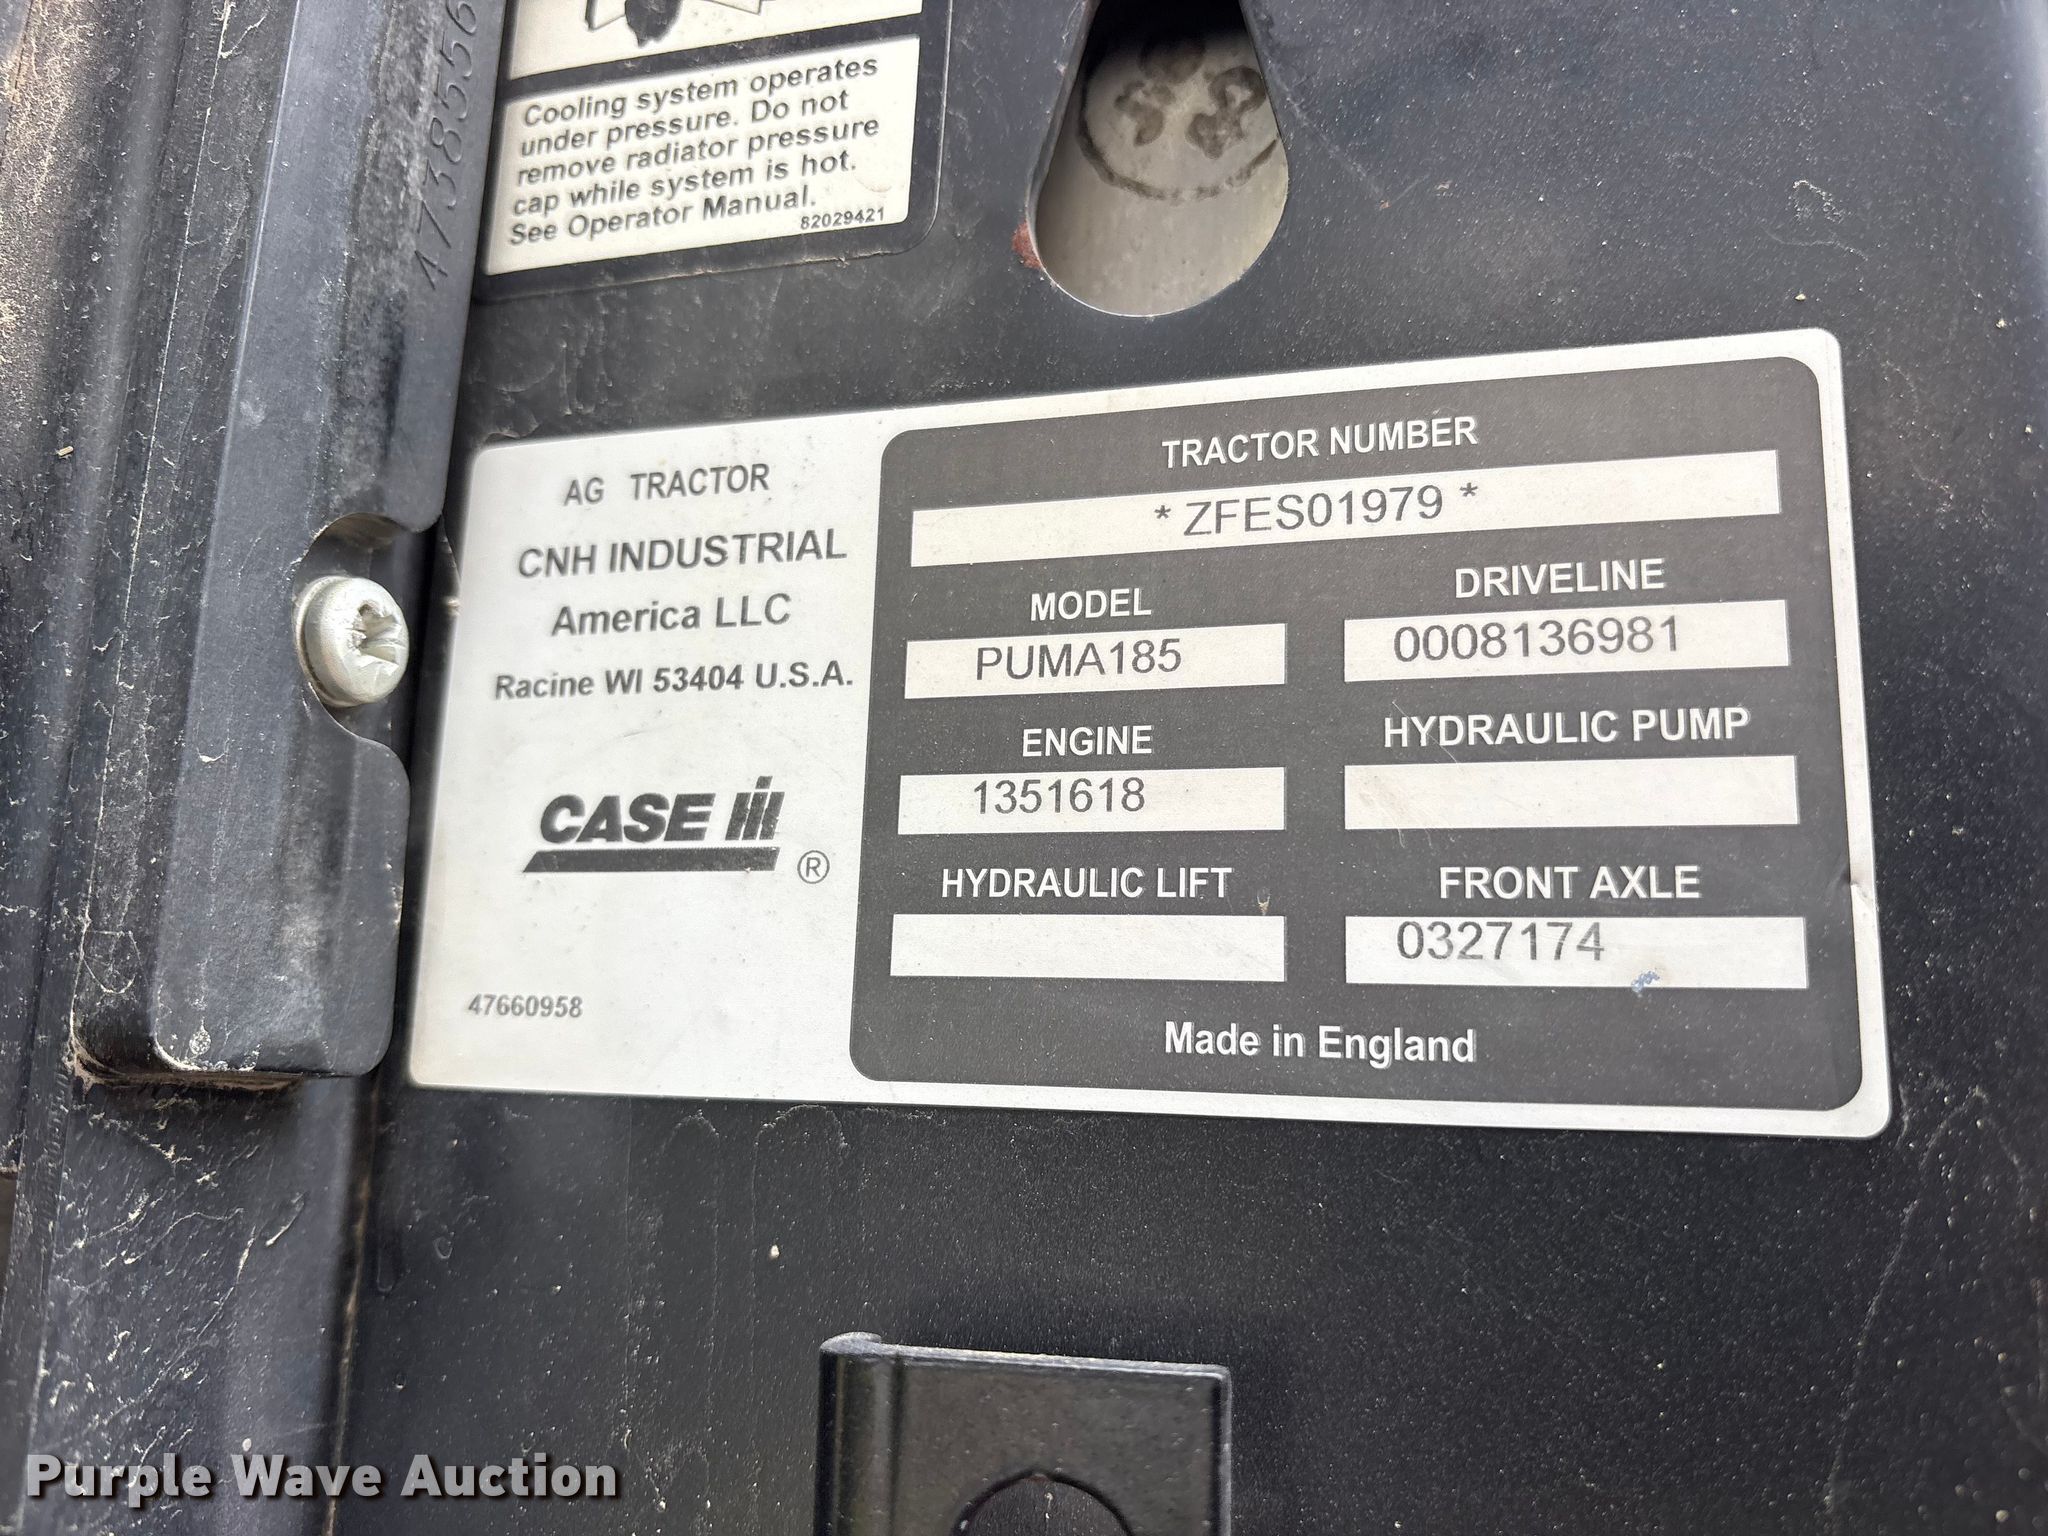 47385556
Cooling system operates
under pressure. Do not
remove radiator pressure
cap while system is hot.
See Operator Manual.
82029421
AG TRACTOR
CNH INDUSTRIAL
America LLC
Racine WI 53404 U.S.A.
CASE IH
®
47660958
TRACTOR NUMBER
* ZFES01979 *
MODEL
PUMA185
DRIVELINE
0008136981
ENGINE
1351618
HYDRAULIC PUMP
HYDRAULIC LIFT
FRONT AXLE
0327174
Made in England
Purple Wave Auction